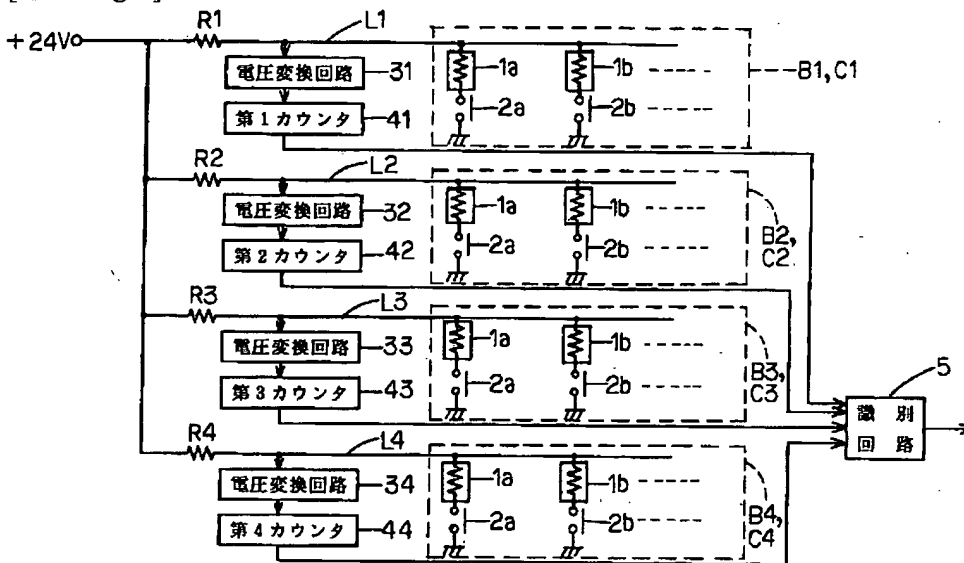 R1
L1
+24V
電圧変換回路
31
1a
1b
B1,C1
第1カウンタ
41
2a
2b
R2
L2
電圧変換回路
32
1a
1b
第2カウンタ
42
2a
2b
B2,
C2
R3
L3
電圧変換回路
33
1a
1b
第3カウンタ
43
2a
2b
B3,
C3
5
識別
回路
R4
L4
電圧変換回路
34
1a
1b
第4カウンタ
44
2a
2b
B4,
C4